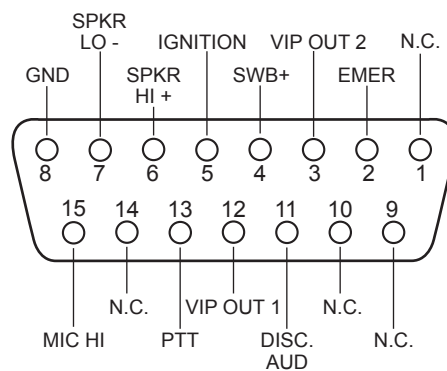 SPKR
LO -
IGNITION
VIP OUT 2
N.C.
GND
SPKR
HI +
SWB+
EMER
8 7 6 5 4 3 2 1
15 14 13 12 11 10 9
N.C.
VIP OUT 1
N.C.
MIC HI
PTT
DISC.
AUD
N.C.